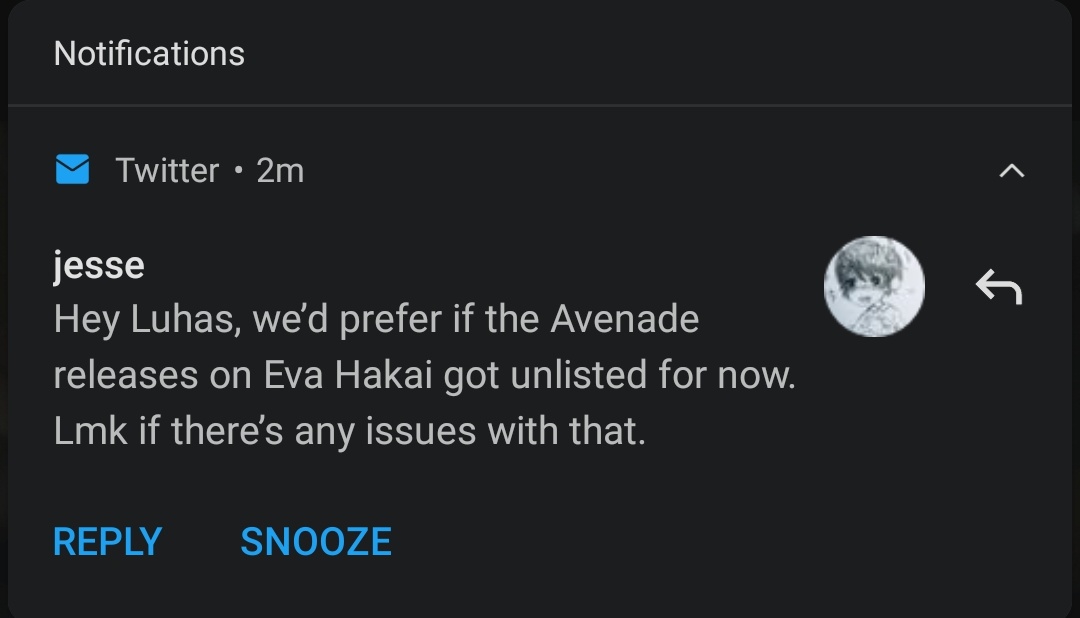 Notifications
Twitter • 2m
jesse
Hey Luhas, we’d prefer if the Avenade
releases on Eva Hakai got unlisted for now.
Lmk if there’s any issues with that.
REPLY SNOOZE